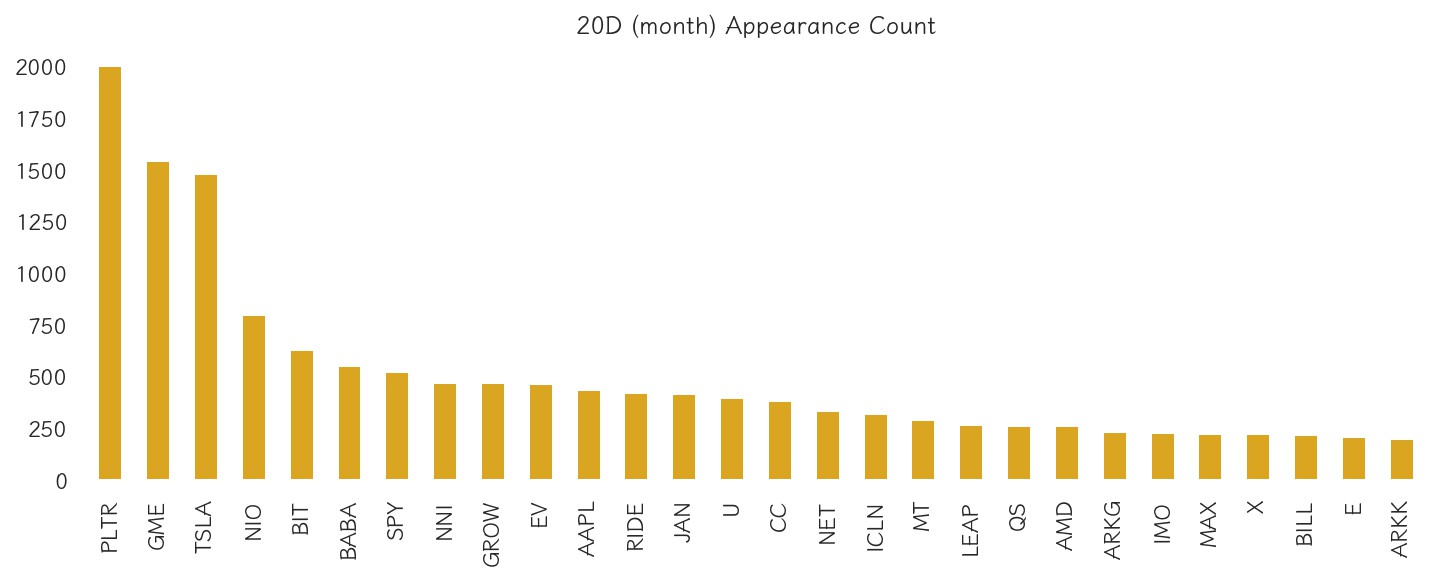 20D (month) Appearance Count
2000
1750
1500
1250
1000
750
500
250
0
PLTR
GME
TSLA
NIO
BIT
BABA
SPY
NNI
GROW
EV
AAPL
RIDE
JAN
U
CC
NET
ICLN
MT
LEAP
QS
AMD
ARKG
IMO
MAX
X
BILL
E
ARKK